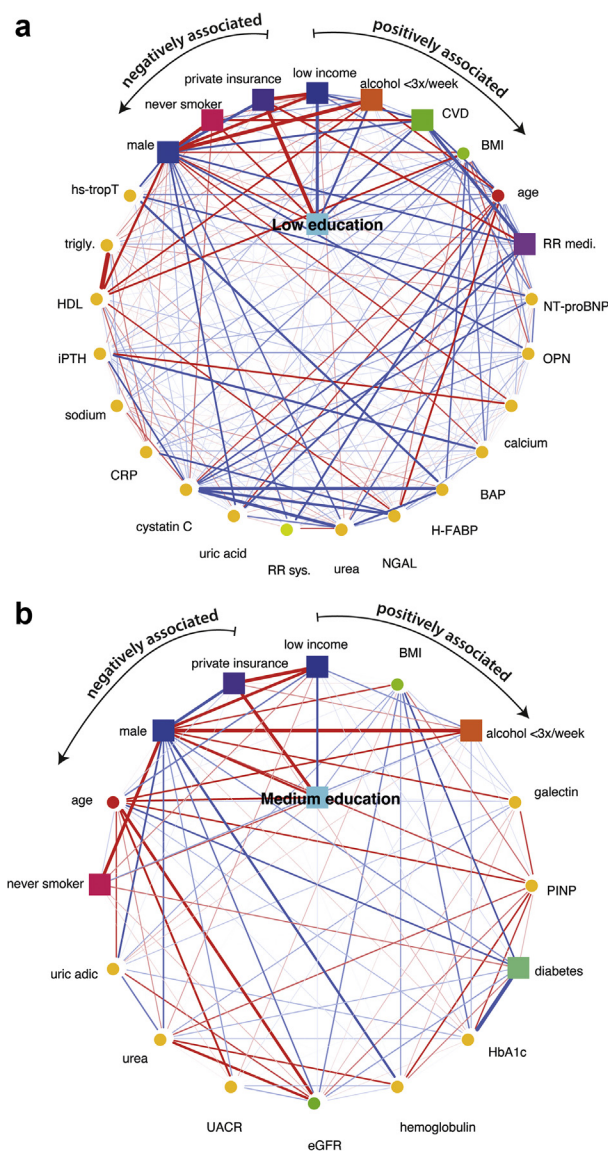 a
negatively associated
positively associated
private insurance
low income
alcohol <3x/week
never smoker
CVD
male
BMI
hs-tropT
age
Low education
trigly.
RR medi.
HDL
NT-proBNP
iPTH
OPN
sodium
calcium
CRP
BAP
cystatin C
H-FABP
uric acid
NGAL
RR sys.
urea
b
negatively associated
positively associated
low income
BMI
private insurance
male
alcohol <3x/week
age
Medium education
galectin
never smoker
PINP
uric adic
diabetes
urea
HbA1c
UACR
hemoglobulin
eGFR